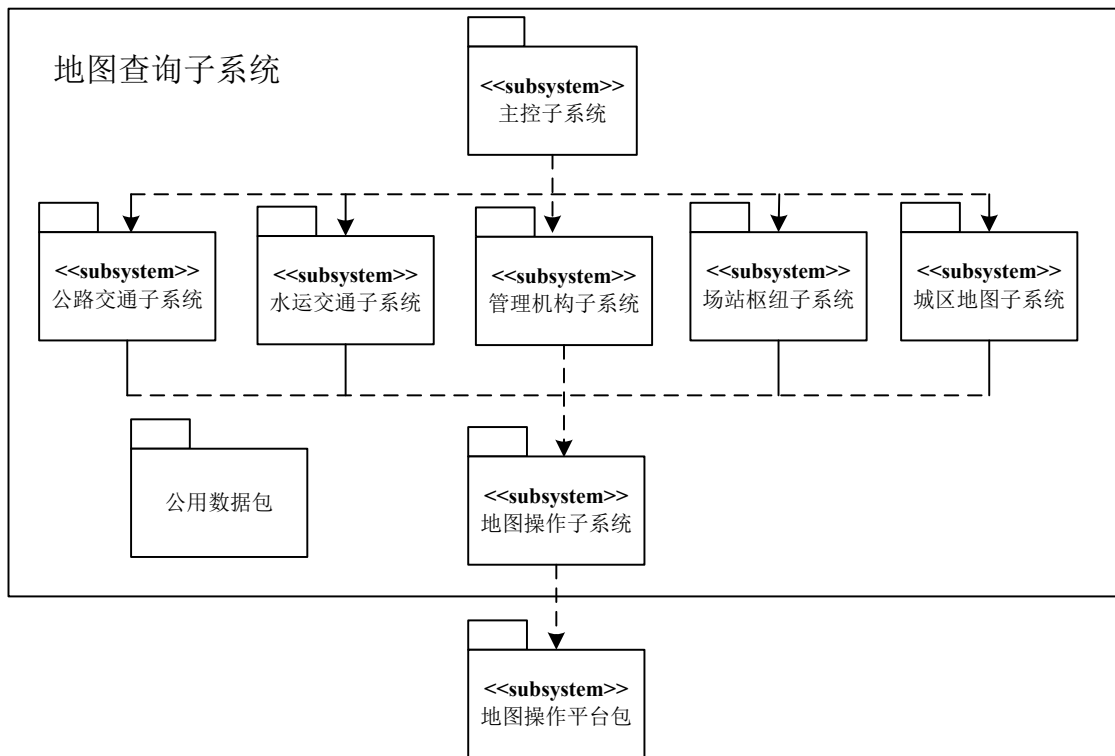 地图查询子系统
<<subsystem>>
主控子系统
<<subsystem>>
公路交通子系统
<<subsystem>>
水运交通子系统
<<subsystem>>
管理机构子系统
<<subsystem>>
场站枢纽子系统
<<subsystem>>
城区地图子系统
公用数据包
<<subsystem>>
地图操作子系统
<<subsystem>>
地图操作平台包